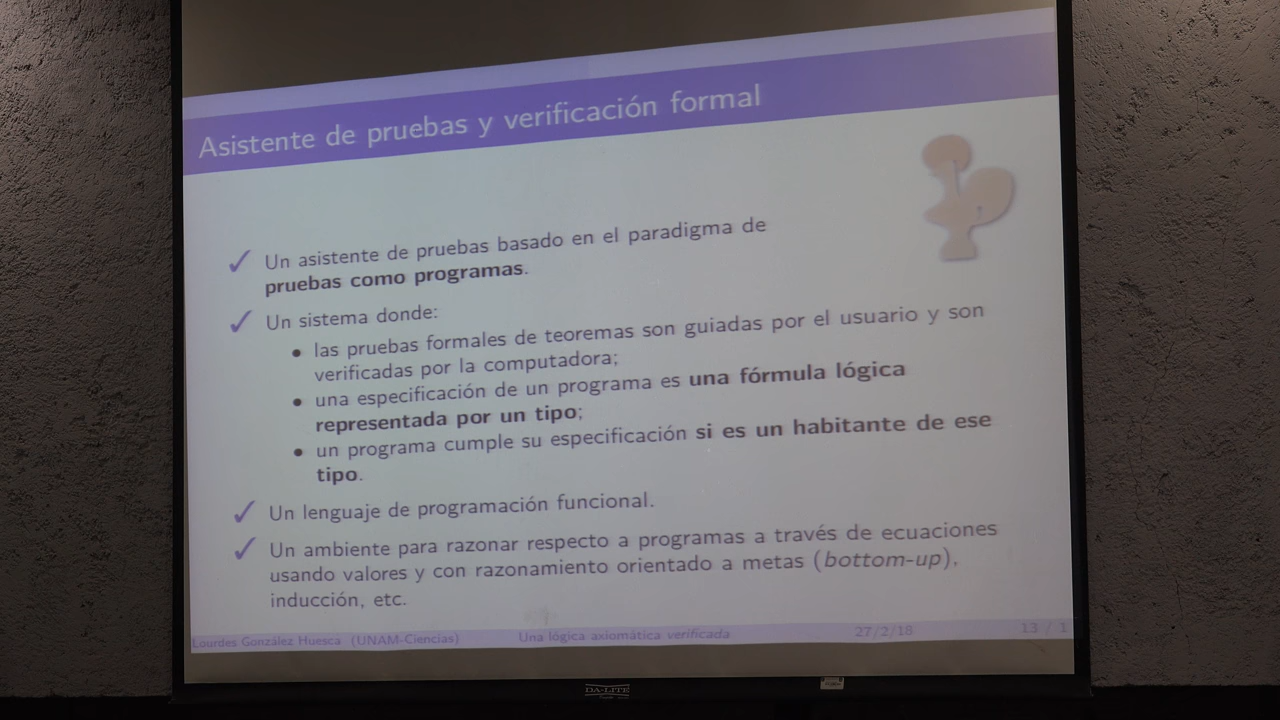 Asistente de pruebas y verificación formal
✓ Un asistente de pruebas basado en el paradigma de
pruebas como programas.
✓ Un sistema donde:
• las pruebas formales de teoremas son guiadas por el usuario y son
verificadas por la computadora;
• una especificación de un programa es una fórmula lógica
representada por un tipo;
• un programa cumple su especificación si es un habitante de ese
tipo.
✓ Un lenguaje de programación funcional.
✓ Un ambiente para razonar respecto a programas a través de ecuaciones
usando valores y con razonamiento orientado a metas (bottom-up),
inducción, etc.
Lourdes González Huesca (UNAM-Ciencias) Una lógica axiomática verificada 27/2/18 13 / 1
DA-LITE